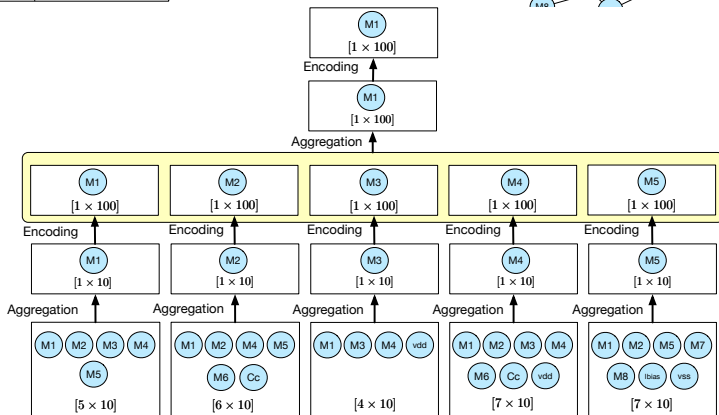 M8
M1
[1 × 100]
Encoding
M1
[1 × 100]
Aggregation
M1 M2 M3 M4 M5
[1 × 100] [1 × 100] [1 × 100] [1 × 100] [1 × 100]
Encoding Encoding Encoding Encoding Encoding
M1 M2 M3 M4 M5
[1 × 10] [1 × 10] [1 × 10] [1 × 10] [1 × 10]
Aggregation Aggregation Aggregation Aggregation Aggregation
M1 M2 M3 M4 M1 M2 M4 M5 M1 M3 M4 vdd M1 M2 M3 M4 M1 M2 M5 M7
M5 M6 Cc M6 Cc vdd M8 Ibias vss
[5 × 10] [6 × 10] [4 × 10] [7 × 10] [7 × 10]